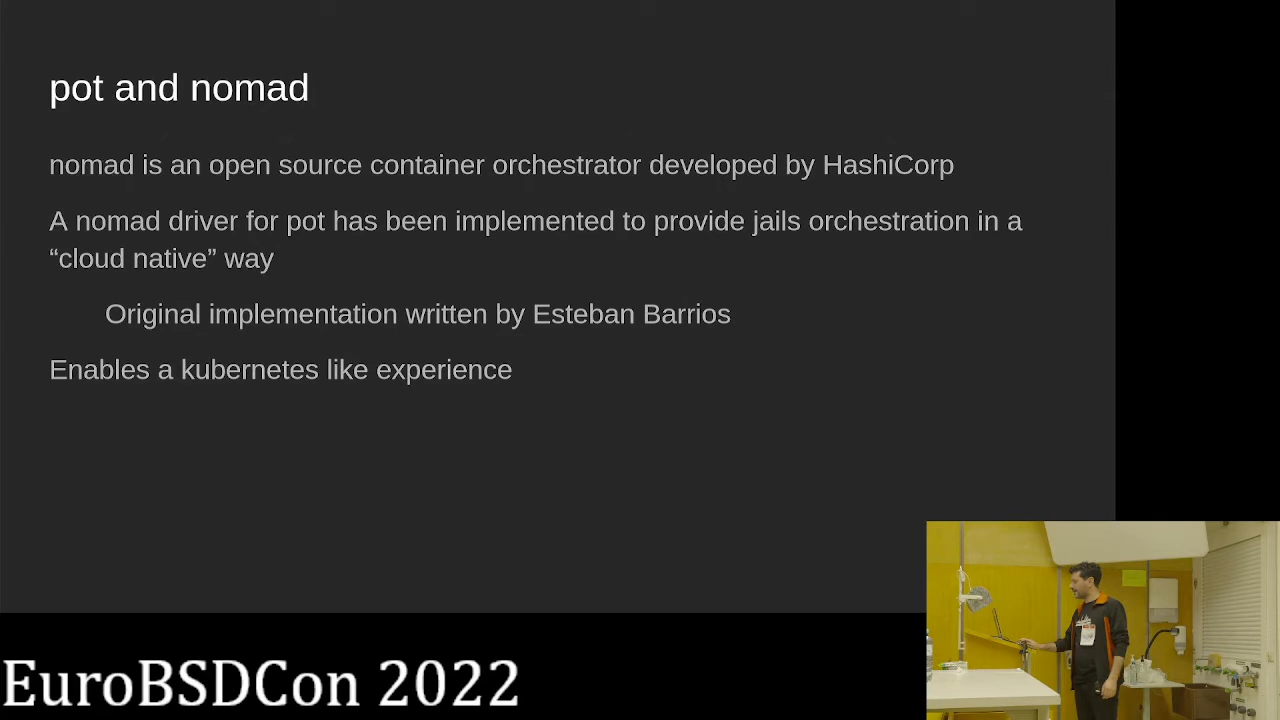 pot and nomad
nomad is an open source container orchestrator developed by HashiCorp
A nomad driver for pot has been implemented to provide jails orchestration in a
“cloud native” way
Original implementation written by Esteban Barrios
Enables a kubernetes like experience
EuroBSDCon 2022